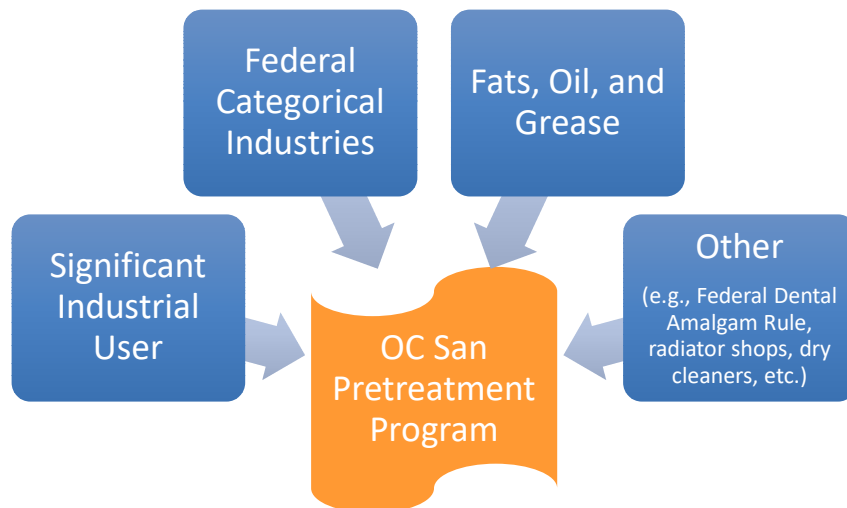 Federal
Categorical
Industries
Fats, Oil, and
Grease
Significant
Industrial
User
Other
(e.g., Federal Dental
Amalgam Rule,
radiator shops, dry
cleaners, etc.)
OC San
Pretreatment
Program